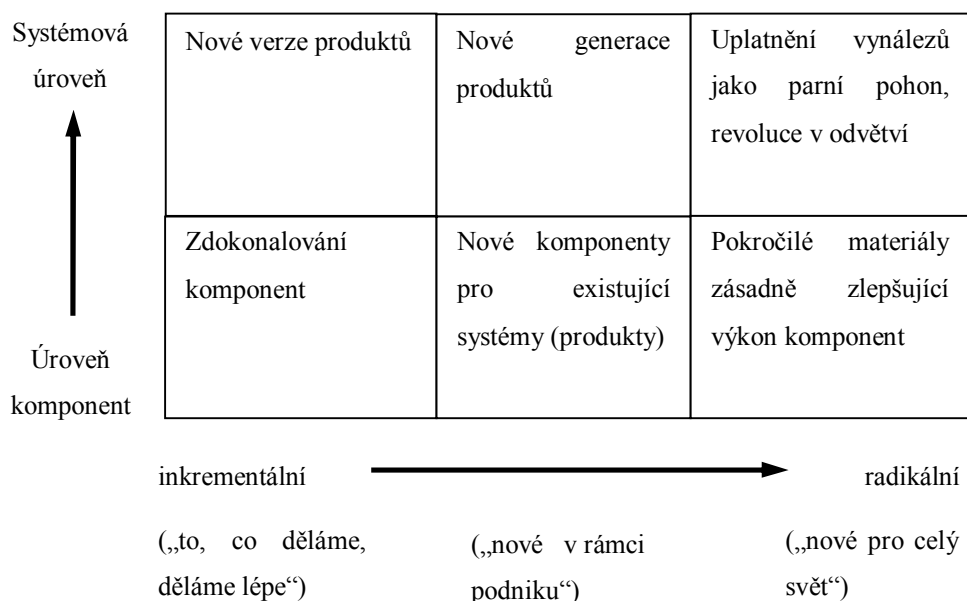 Systémová
úroveň
Nové verze produktů
Nové generace
produktů
Uplatnění vynálezů
jako parní pohon,
revoluce v odvětví
Zdokonalování
komponent
Nové komponenty
pro existující
systémy (produkty)
Pokročilé materiály
zásadně zlepšující
výkon komponent
Úroveň
komponent
inkrementální
radikální
(„to, co děláme,
děláme lépe“)
(„nové v rámci
podniku“)
(„nové pro celý
svět“)